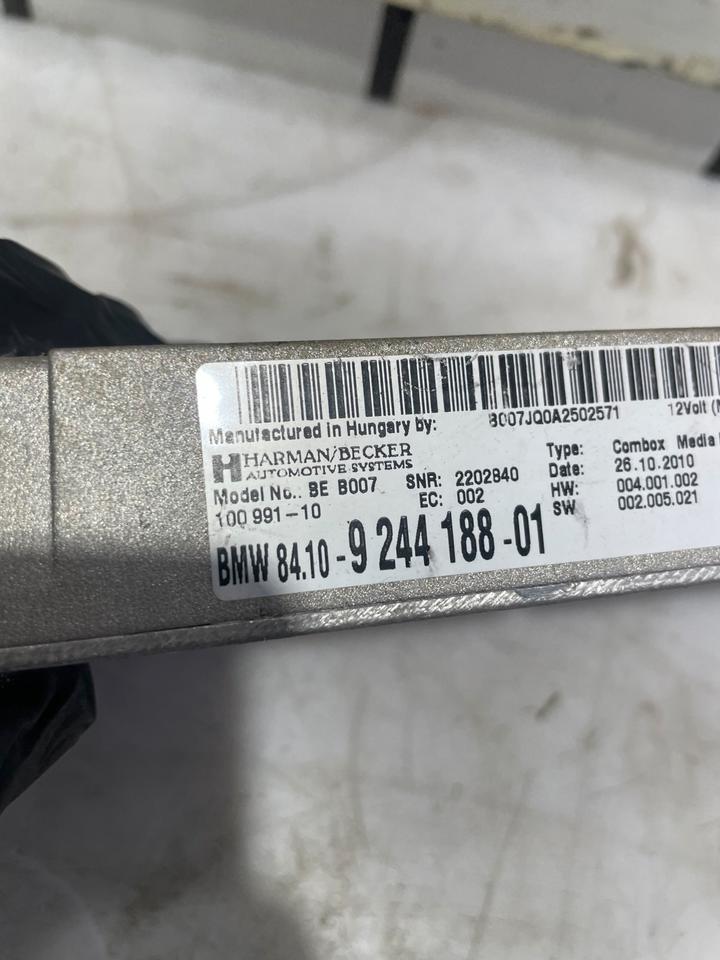 B007JQ0A2502571
12Volt
Manufactured in Hungary by:
HARMAN/BECKER
AUTOMOTIVE SYSTEMS
Model No.: BE B007
SNR: 2202840
100 991-10
EC: 002
Type: Combox Media
Date: 26.10.2010
HW: 004.001.002
SW 002.005.021
BMW 84.10 - 9 244 188 -01